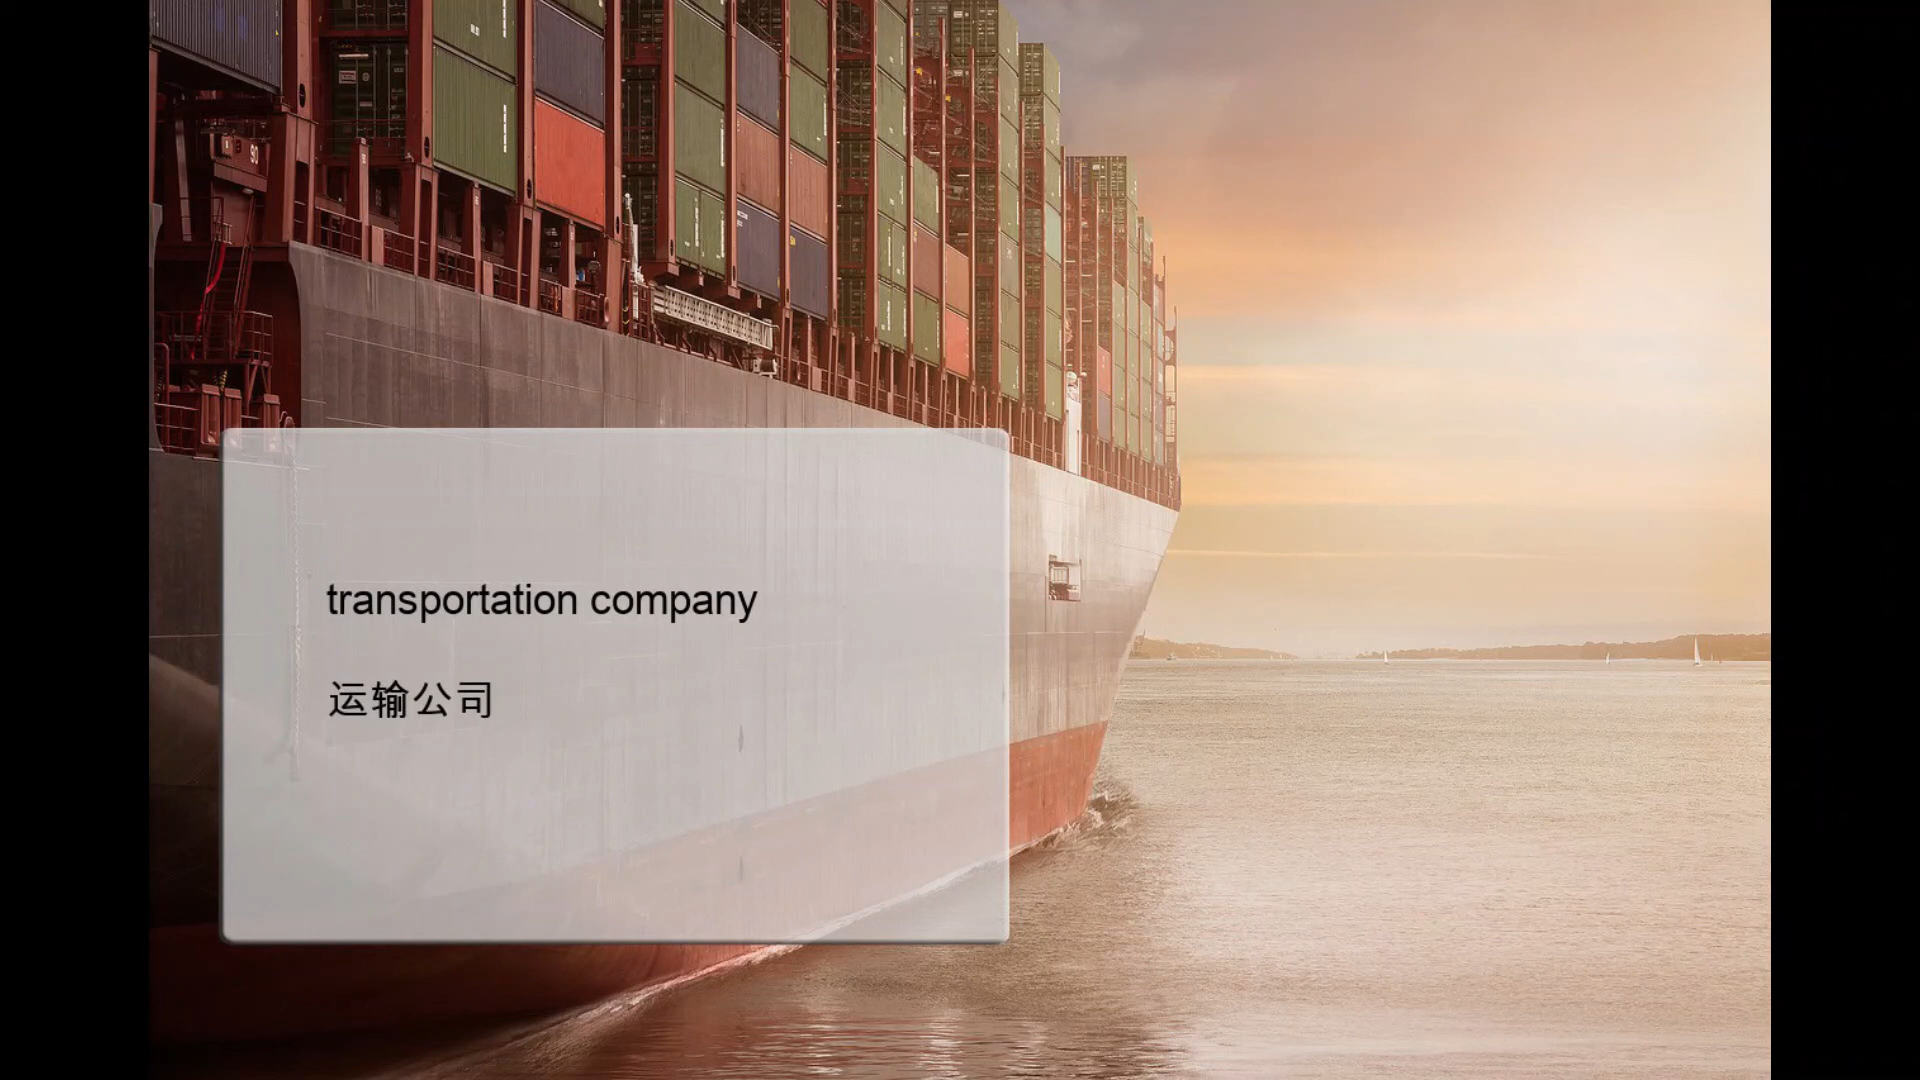 transportation company
运输公司